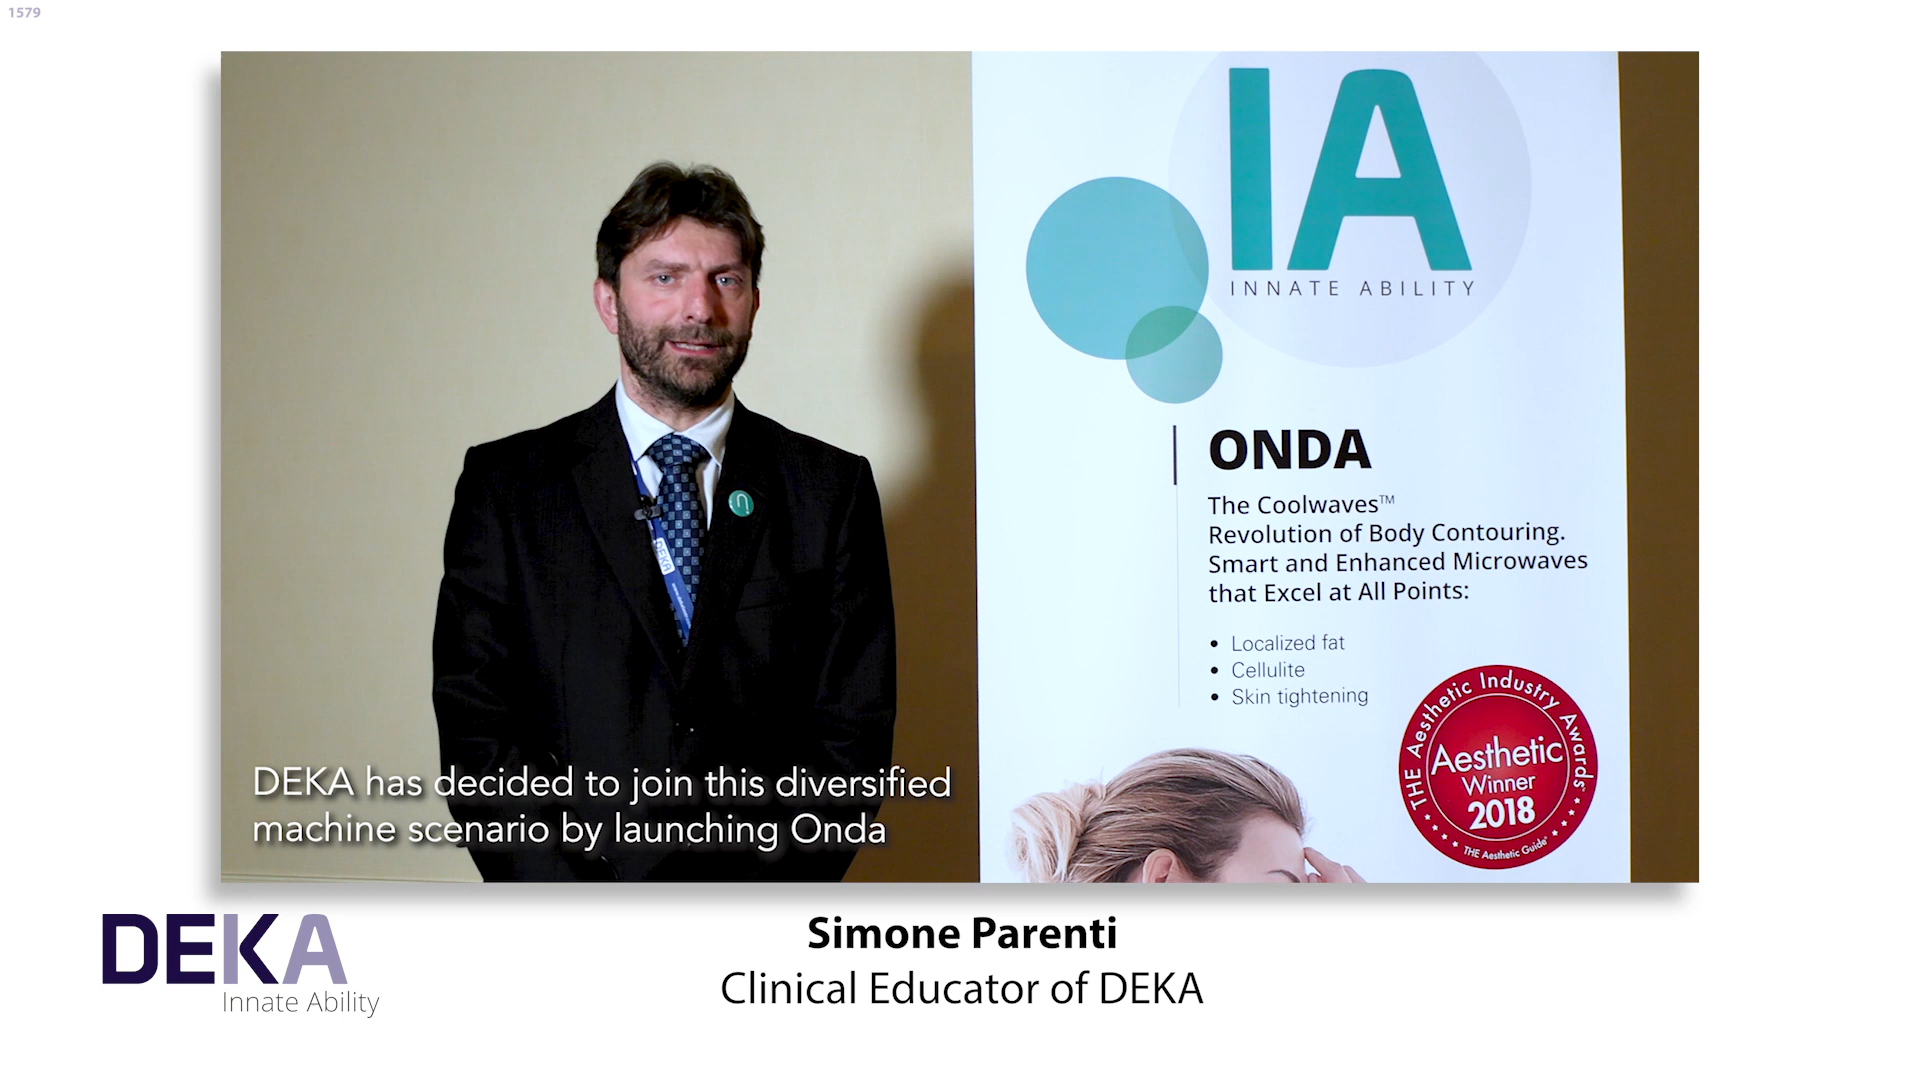 1579
IA
INNATE ABILITY
ONDA
The Coolwaves™
Revolution of Body Contouring.
Smart and Enhanced Microwaves
that Excel at All Points:
• Localized fat
• Cellulite
• Skin tightening
THE Aesthetic Industry Awards
Aesthetic
Winner
2018
THE Aesthetic Guide
DEKA
DEKA has decided to join this diversified
machine scenario by launching Onda
DEKA
Innate Ability
Simone Parenti
Clinical Educator of DEKA